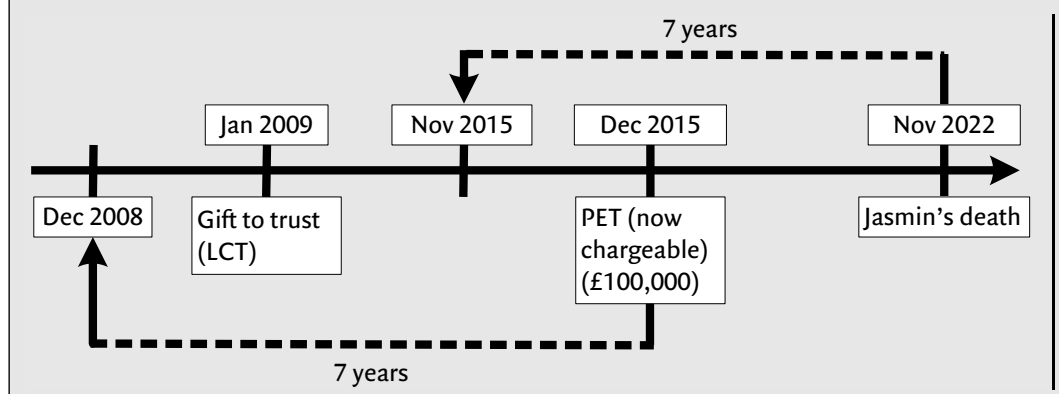 7 years
Jan 2009
Nov 2015
Dec 2015
Nov 2022
Dec 2008
Gift to trust
(LCT)
PET (now
chargeable)
(£100,000)
Jasmin’s death
7 years